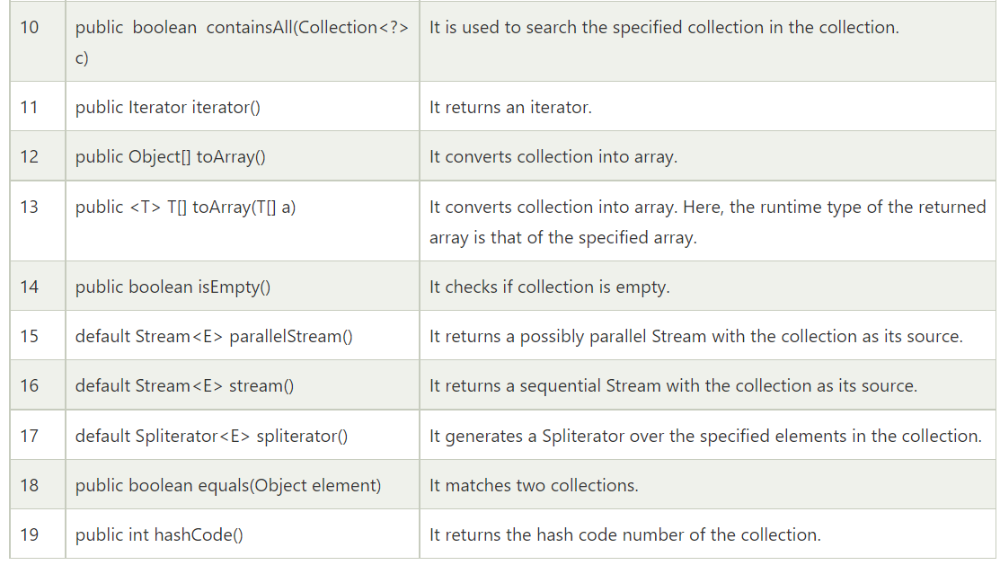 10 public boolean containsAll(Collection<?> It is used to search the specified collection in the collection.
c)
11 public Iterator iterator() It returns an iterator.
12 public Object[] toArray() It converts collection into array.
13 public <T> T[] toArray(T[] a) It converts collection into array. Here, the runtime type of the returned
array is that of the specified array.
14 public boolean isEmpty() It checks if collection is empty.
15 default Stream<E> parallelStream() It returns a possibly parallel Stream with the collection as its source.
16 default Stream<E> stream() It returns a sequential Stream with the collection as its source.
17 default Spliterator<E> spliterator() It generates a Spliterator over the specified elements in the collection.
18 public boolean equals(Object element) It matches two collections.
19 public int hashCode() It returns the hash code number of the collection.